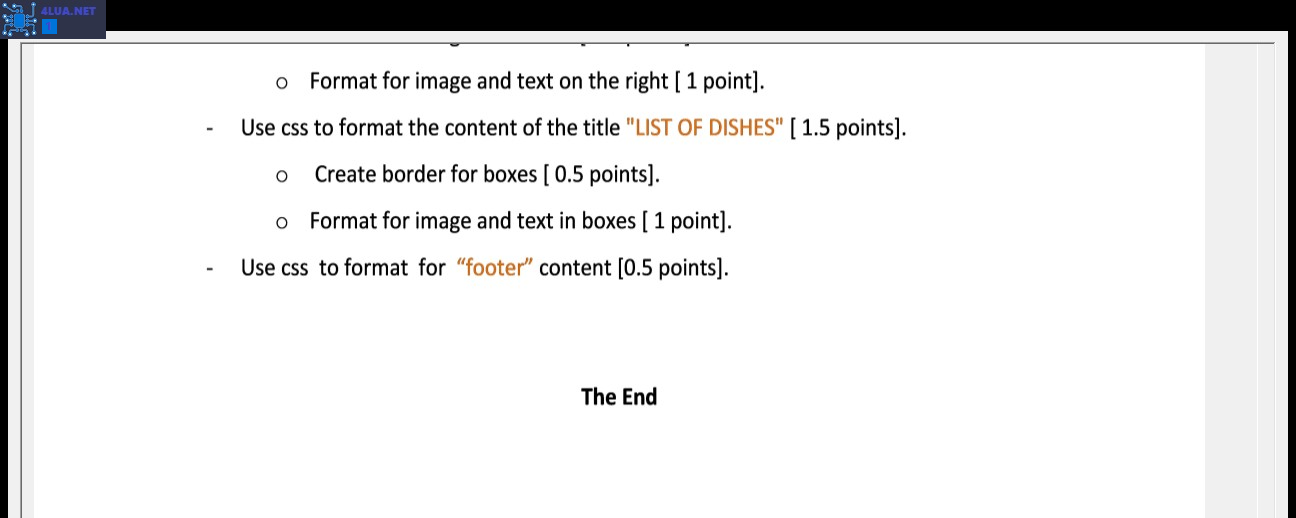 4LUA.NET
o Format for image and text on the right [ 1 point].
- Use css to format the content of the title "LIST OF DISHES" [ 1.5 points].
o Create border for boxes [ 0.5 points].
o Format for image and text in boxes [ 1 point].
- Use css to format for “footer” content [0.5 points].
The End